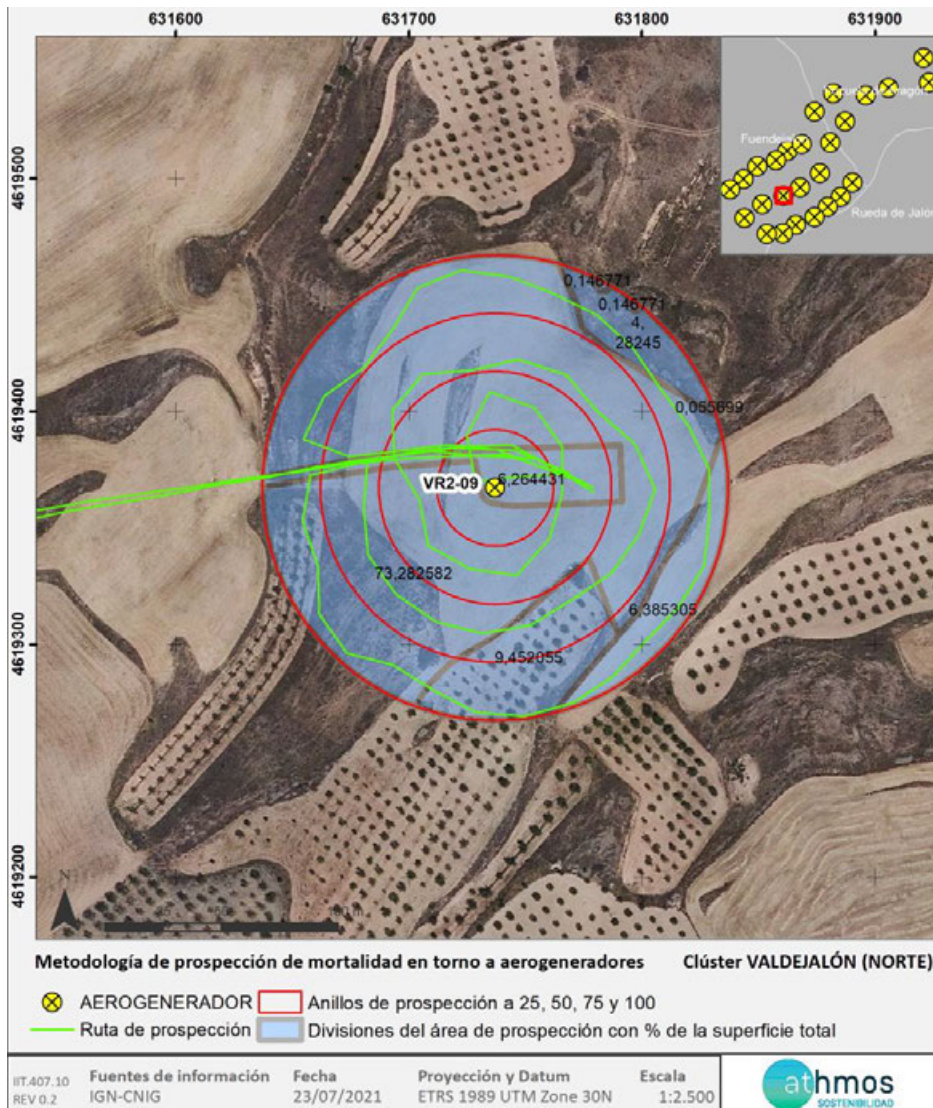 631600 631700 631800 631900
4619500
4619400
4619300
4619200
Fuendejalón
Rueda de Jalón
0,146771
0,146771
4,
28245
0,055699
6,264431
VR2-09
73,282582
6,385305
9,452055
N
100 m
Metodología de prospección de mortalidad en torno a aerogeneradores Clúster VALDEJALÓN (NORTE)
AEROGENERADOR Anillos de prospección a 25, 50, 75 y 100
Ruta de prospección Divisiones del área de prospección con % de la superficie total
IIT.407.10
REV 0.2
Fuentes de información Fecha Proyección y Datum Escala
IGN-CNIG 23/07/2021 ETRS 1989 UTM Zone 30N 1:2.500
athmos
SOSTENIBILIDAD